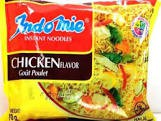 Indomie
INSTANT NOODLES
CHICKEN FLAVOR
Goût Poulet